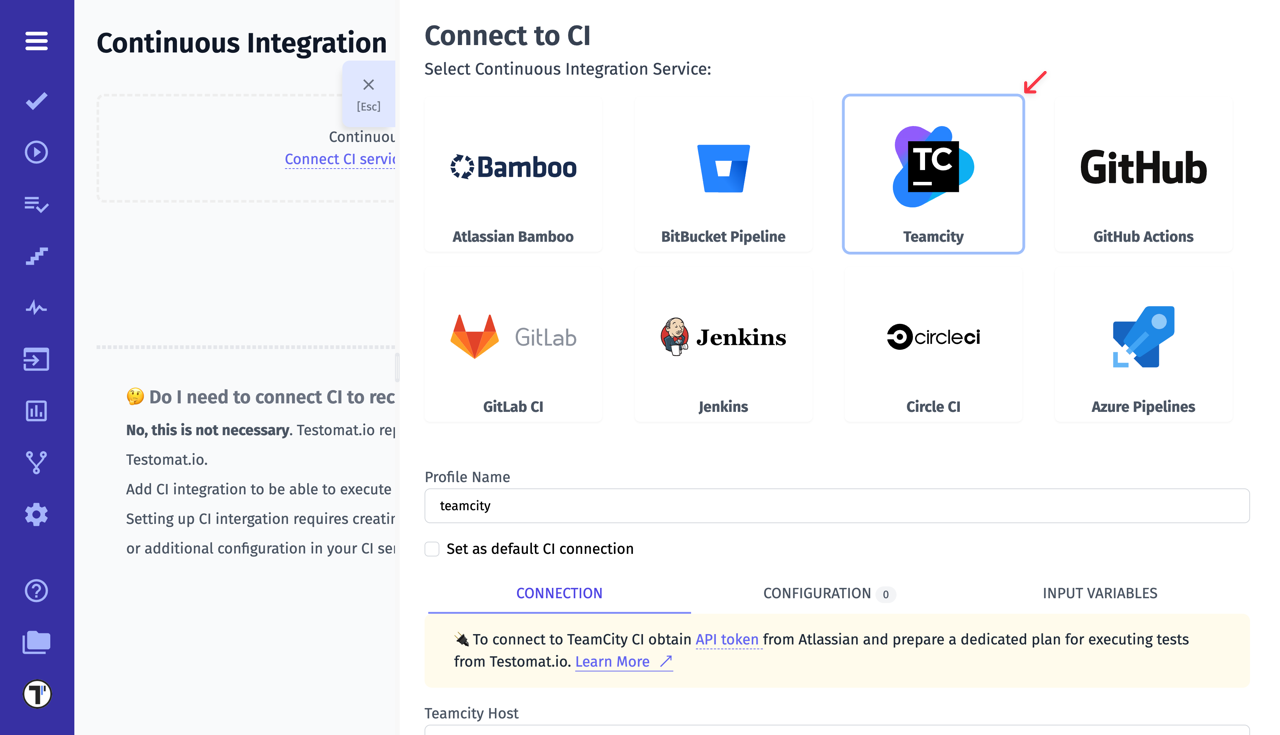 Continuous Integration
[Esc]
Continuou
Connect CI servic
🤔 Do I need to connect CI to rec
No, this is not necessary. Testomat.io rep
Testomat.io.
Add CI integration to be able to execute
Setting up CI intergation requires creatin
or additional configuration in your CI ser
Connect to CI
Select Continuous Integration Service:
Bamboo
Atlassian Bamboo
BitBucket Pipeline
TC
Teamcity
GitHub
GitHub Actions
GitLab
GitLab CI
Jenkins
Jenkins
circleci
Circle CI
Azure Pipelines
Profile Name
teamcity
Set as default CI connection
CONNECTION
CONFIGURATION 0
INPUT VARIABLES
🔌 To connect to TeamCity CI obtain API token from Atlassian and prepare a dedicated plan for executing tests
from Testomat.io. Learn More ↗
Teamcity Host